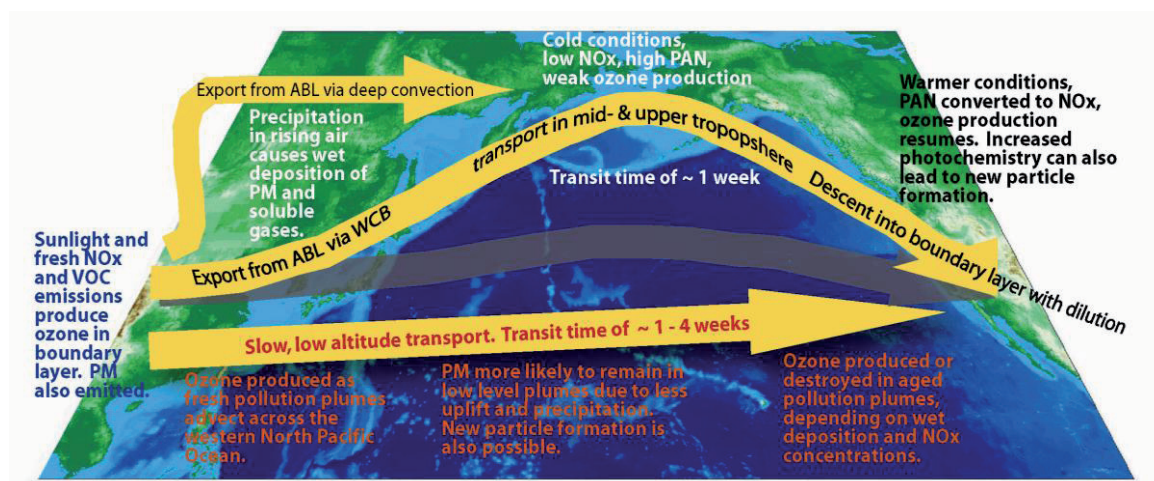 Cold conditions,
low NOx, high PAN,
weak ozone production
Export from ABL via deep convection
Precipitation
in rising air
causes wet
deposition of
PM and
soluble
gases.
transport in mid- & upper tropopshere
Warmer conditions,
PAN converted to NOx,
ozone production
resumes. Increased
photochemistry can also
lead to new particle
formation.
Transit time of ~ 1 week
Export from ABL via WCB
Descent into boundary layer with dilution
Sunlight and
fresh NOx
and VOC
emissions
produce
ozone in
boundary
layer. PM
also emitted.
Slow, low altitude transport. Transit time of ~ 1 - 4 weeks
Ozone produced as
fresh pollution plumes
advect across the
western North Pacific
Ocean.
PM more likely to remain in
low level plumes due to less
uplift and precipitation.
New particle formation is
also possible.
Ozone produced or
destroyed in aged
pollution plumes,
depending on wet
deposition and NOx
concentrations.